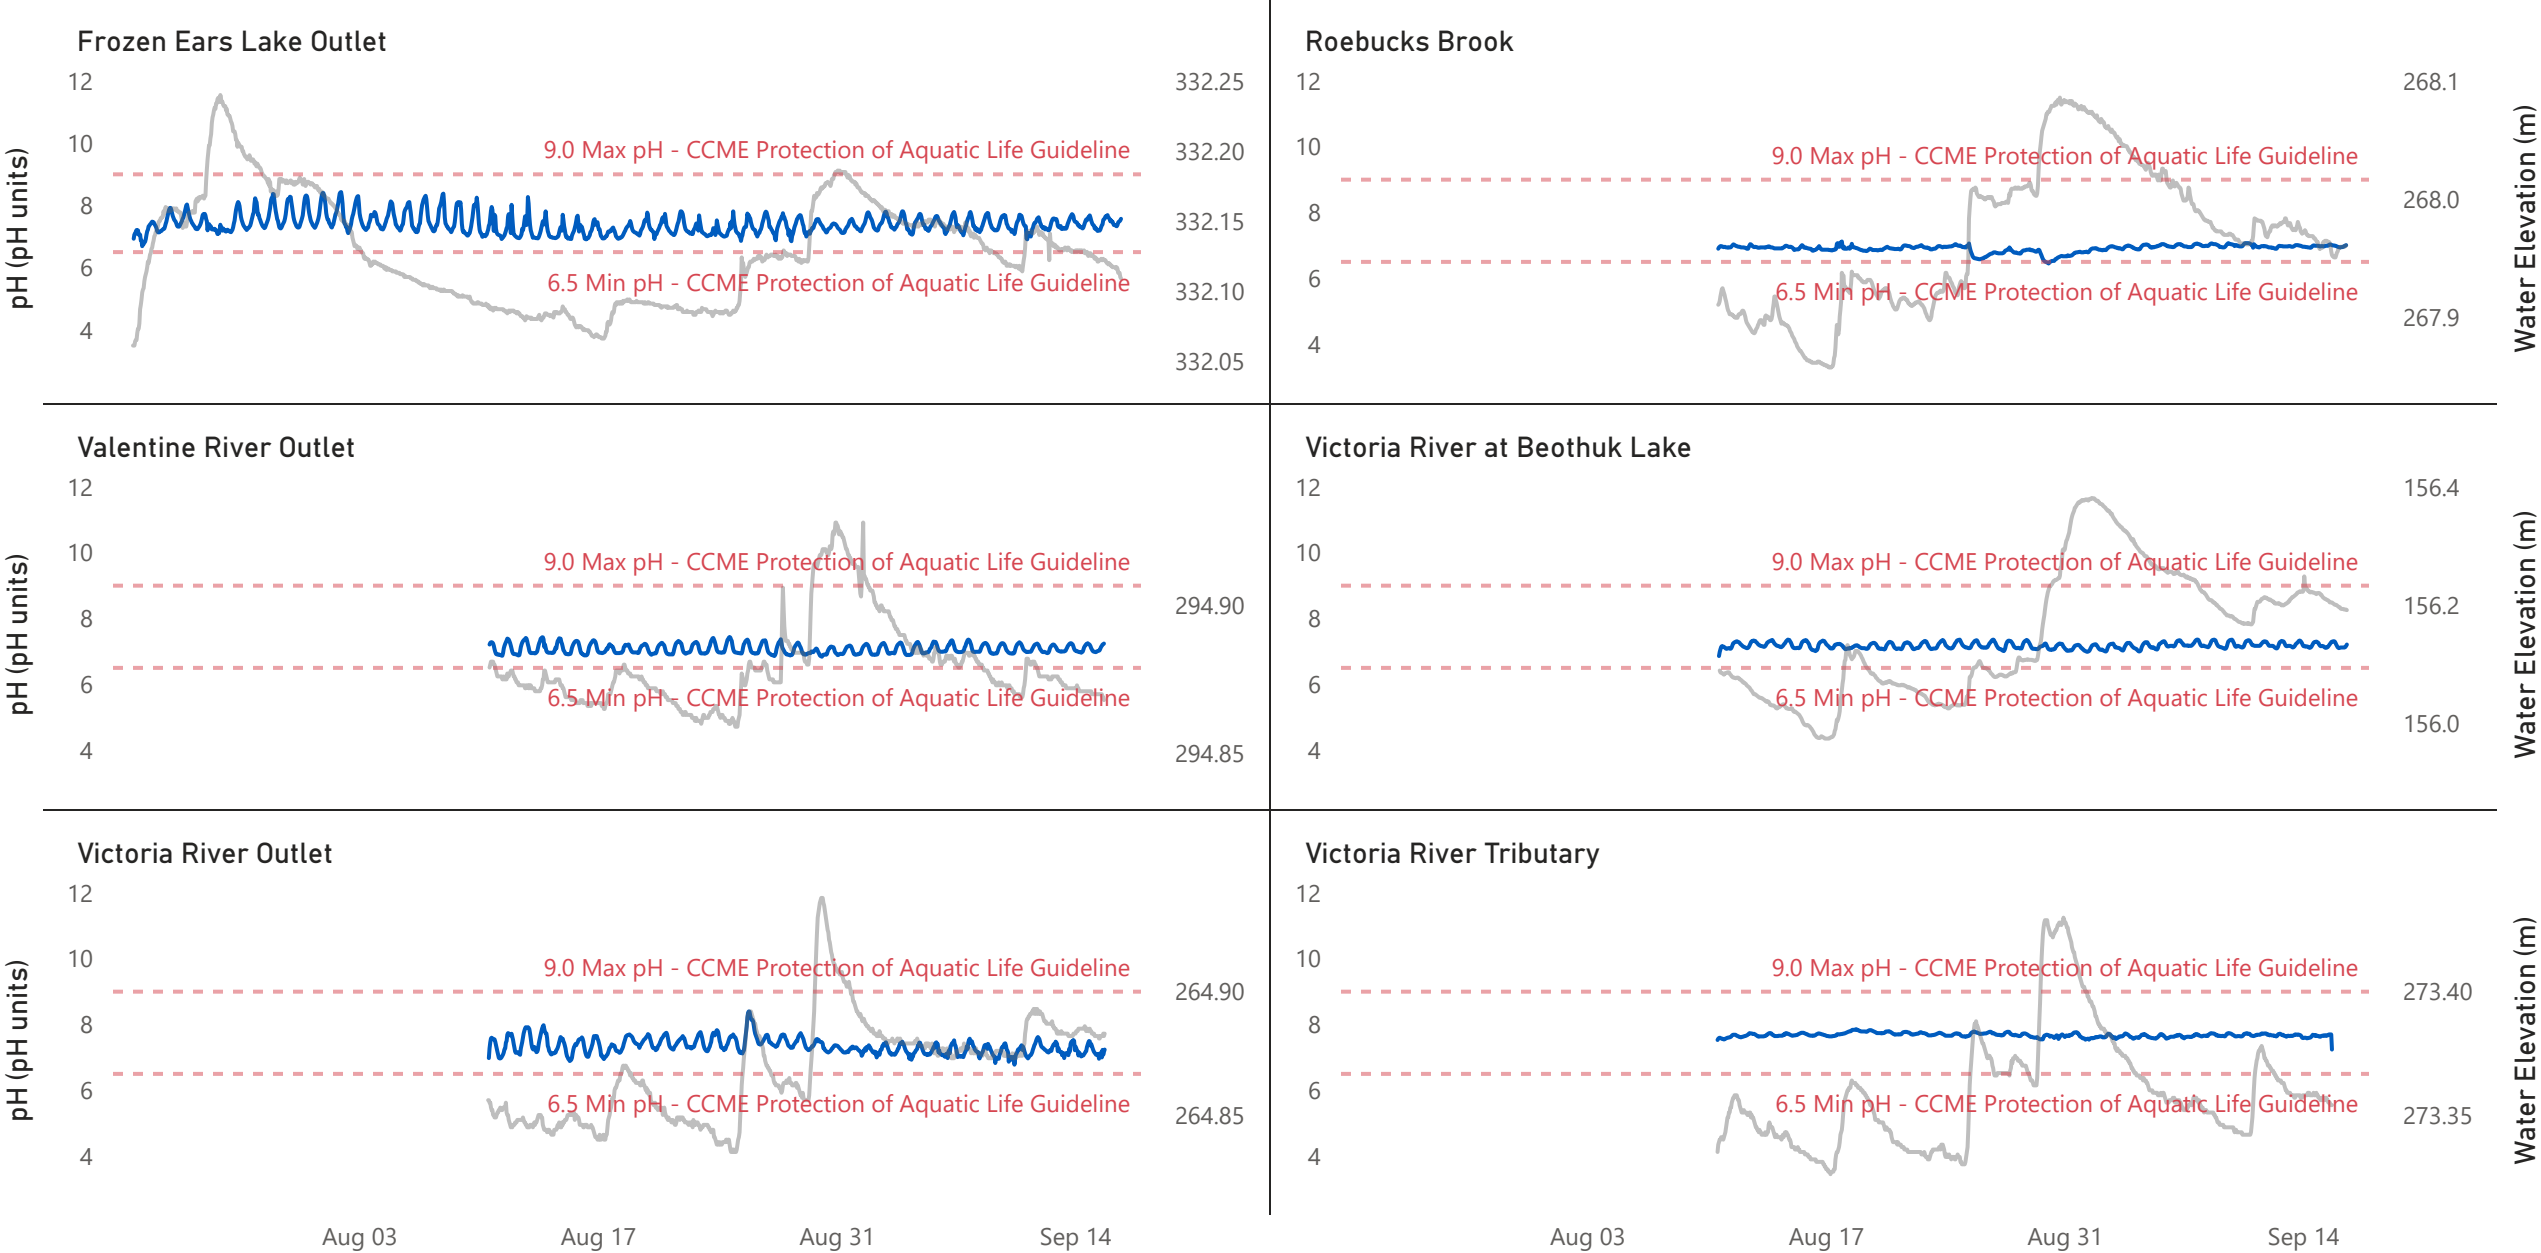 Frozen Ears Lake Outlet
12
10
8
6
4
pH (pH units)
9.0 Max pH - CCME Protection of Aquatic Life Guideline
6.5 Min pH - CCME Protection of Aquatic Life Guideline
332.25
332.20
332.15
332.10
332.05
Roebucks Brook
12
10
8
6
4
9.0 Max pH - CCME Protection of Aquatic Life Guideline
6.5 Min pH - CCME Protection of Aquatic Life Guideline
268.1
268.0
267.9
Water Elevation (m)
Valentine River Outlet
12
10
8
6
4
pH (pH units)
9.0 Max pH - CCME Protection of Aquatic Life Guideline
6.5 Min pH - CCME Protection of Aquatic Life Guideline
294.90
294.85
Victoria River at Beothuk Lake
12
10
8
6
4
9.0 Max pH - CCME Protection of Aquatic Life Guideline
6.5 Min pH - CCME Protection of Aquatic Life Guideline
156.4
156.2
156.0
Water Elevation (m)
Victoria River Outlet
12
10
8
6
4
pH (pH units)
9.0 Max pH - CCME Protection of Aquatic Life Guideline
6.5 Min pH - CCME Protection of Aquatic Life Guideline
264.90
264.85
Victoria River Tributary
12
10
8
6
4
9.0 Max pH - CCME Protection of Aquatic Life Guideline
6.5 Min pH - CCME Protection of Aquatic Life Guideline
273.40
273.35
Water Elevation (m)
Aug 03 Aug 17 Aug 31 Sep 14
Aug 03 Aug 17 Aug 31 Sep 14